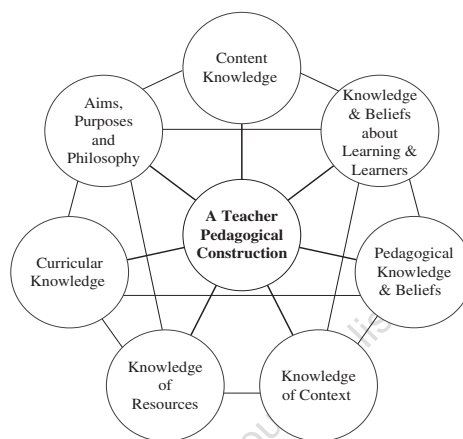 Content
Knowledge
Aims,
Purposes
and
Philosophy
Knowledge
& Beliefs
about
Learning &
Learners
A Teacher
Pedagogical
Construction
Curricular
Knowledge
Pedagogical
Knowledge
& Beliefs
Knowledge
of
Resources
Knowledge
of Context